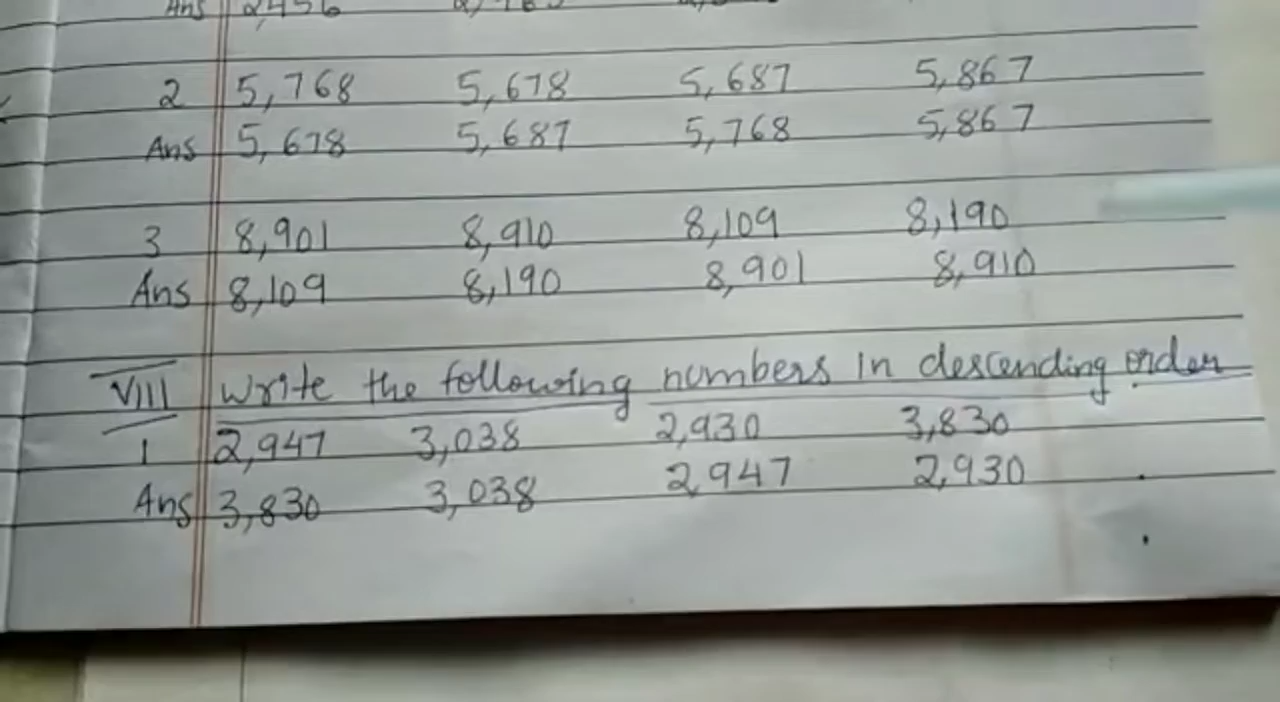 Ans 2,456
2 5,768 5,678 5,687 5,867
Ans 5,678 5,687 5,768 5,867
3 8,901 8,910 8,109 8,190
Ans 8,109 8,190 8,901 8,910
VIII Write the following numbers in descending order
1 2,947 3,038 2,930 3,830
Ans 3,830 3,038 2,947 2,930